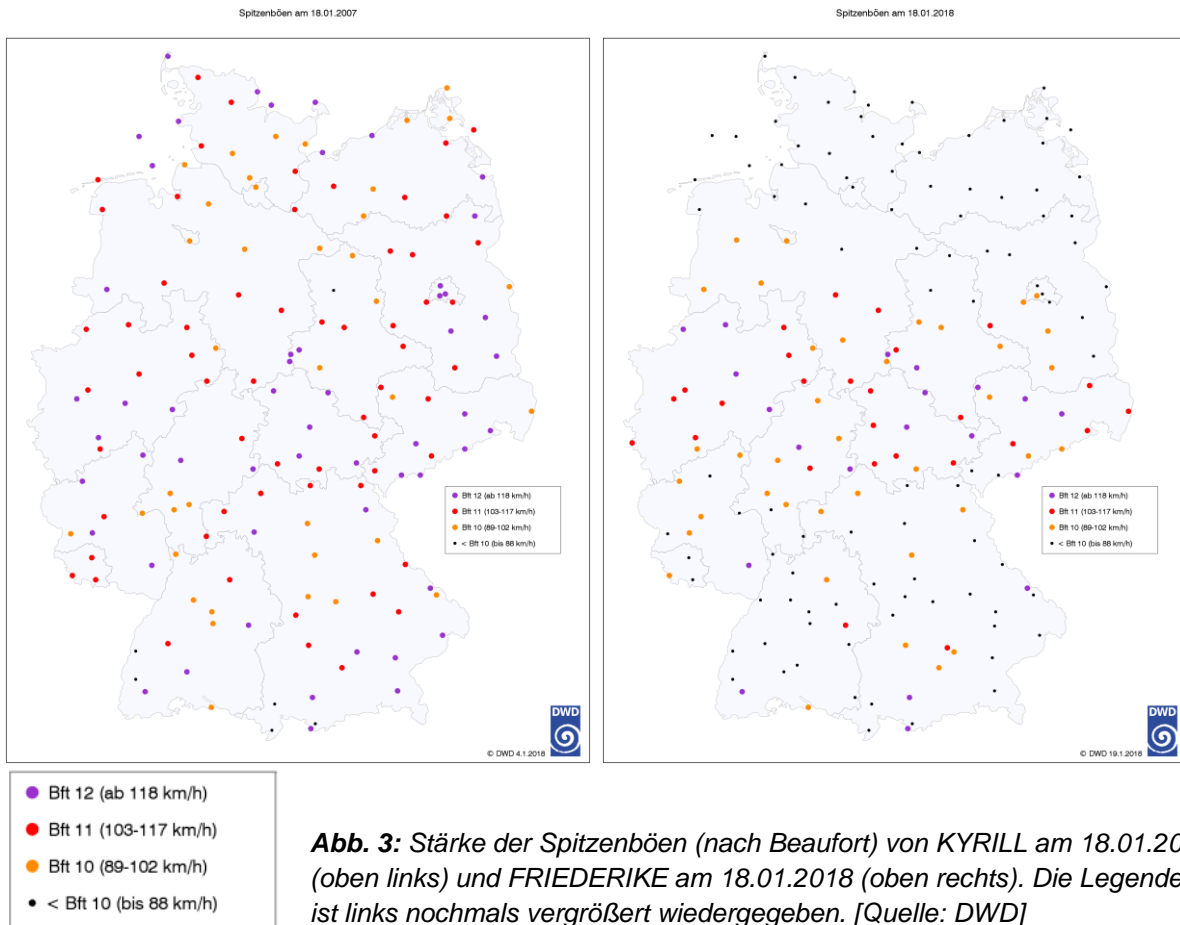 Spitzenböen am 18.01.2007
Spitzenböen am 18.01.2018
Bft 12 (ab 118 km/h)
Bft 11 (103-117 km/h)
Bft 10 (89-102 km/h)
< Bft 10 (bis 88 km/h)
DWD
© DWD 4.1.2018
Bft 12 (ab 118 km/h)
Bft 11 (103-117 km/h)
Bft 10 (89-102 km/h)
< Bft 10 (bis 88 km/h)
DWD
© DWD 19.1.2018
Bft 12 (ab 118 km/h)
Bft 11 (103-117 km/h)
Bft 10 (89-102 km/h)
< Bft 10 (bis 88 km/h)
Abb. 3: Stärke der Spitzenböen (nach Beaufort) von KYRILL am 18.01.20
(oben links) und FRIEDERIKE am 18.01.2018 (oben rechts). Die Legende
ist links nochmals vergrößert wiedergegeben. [Quelle: DWD]